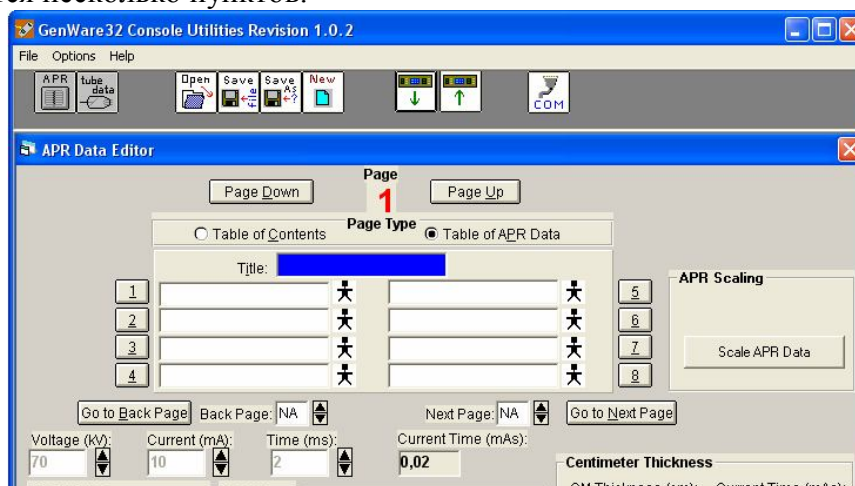 несколько пунктов.
GenWare32 Console Utilities Revision 1.0.2
File Options Help
APR tube data Open Save Save As New COM
APR Data Editor
Page
Page Down 1 Page Up
Page Type
Table of Contents Table of APR Data
Title:
1 5
2 6
3 7
4 8
APR Scaling
Scale APR Data
Go to Back Page Back Page: NA Next Page: NA Go to Next Page
Voltage (kV): Current (mA): Time (ms): Current Time (mAs):
70 10 2 0,02
Centimeter Thickness